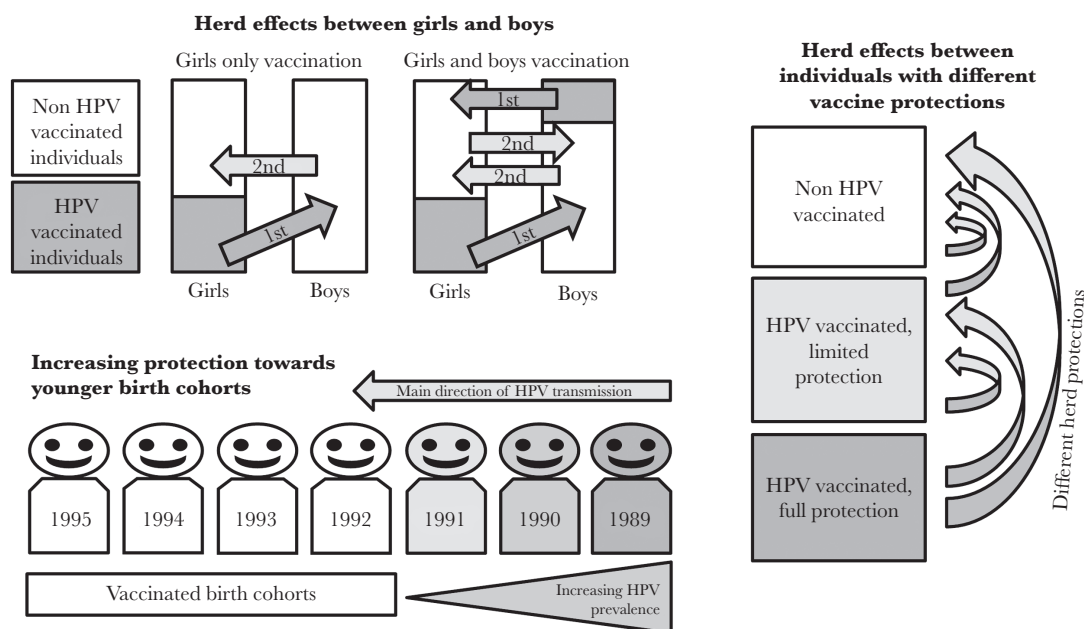 Herd effects between girls and boys
Girls only vaccination
Girls and boys vaccination
Non HPV
vaccinated
individuals
HPV
vaccinated
individuals
2nd
1st
1st
2nd
2nd
1st
Girls
Boys
Girls
Boys
Increasing protection towards
younger birth cohorts
Main direction of HPV transmission
1995
1994
1993
1992
1991
1990
1989
Vaccinated birth cohorts
Increasing HPV
prevalence
Herd effects between
individuals with different
vaccine protections
Non HPV
vaccinated
HPV vaccinated,
limited
protection
HPV vaccinated,
full protection
Different herd protections